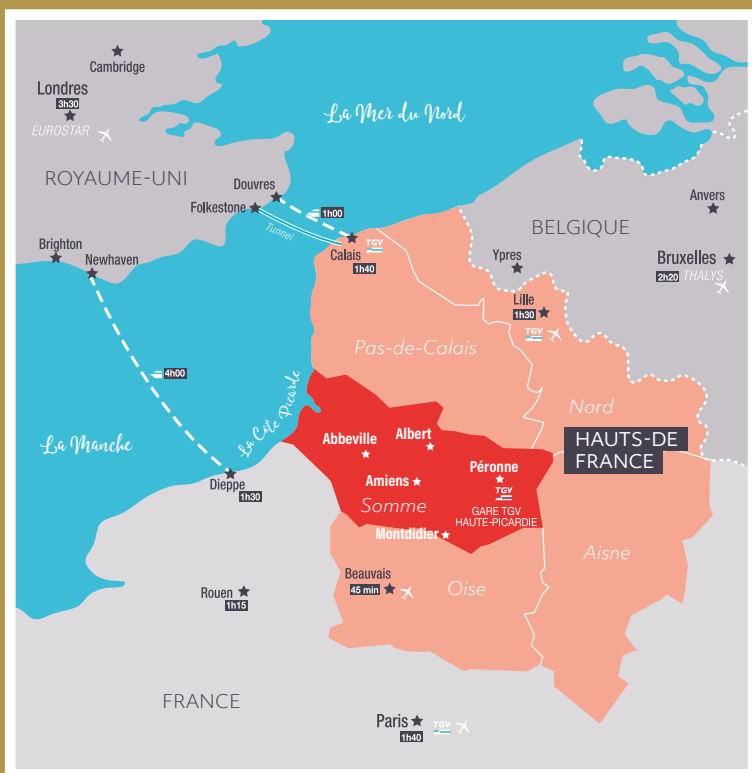 Cambridge
Londres
3h30
EUROSTAR
La Mer du Nord
ROYAUME-UNI
Douvres
Folkestone
1h00
Tunnel
TGV
Calais
1h40
Brighton
Newhaven
BELGIQUE
Anvers
Ypres
Bruxelles
2h20 THALYS
Lille
1h30
TGV
Pas-de-Calais
Nord
4h00
La Côte Picarde
La Manche
HAUTS-DE
FRANCE
Abbeville
Albert
Amiens
Péronne
TGV
Somme
GARE TGV
HAUTE-PICARDIE
Montdidier
Dieppe
1h30
Aisne
Beauvais
45 min
Oise
Rouen
1h15
FRANCE
Paris
TGV
1h40